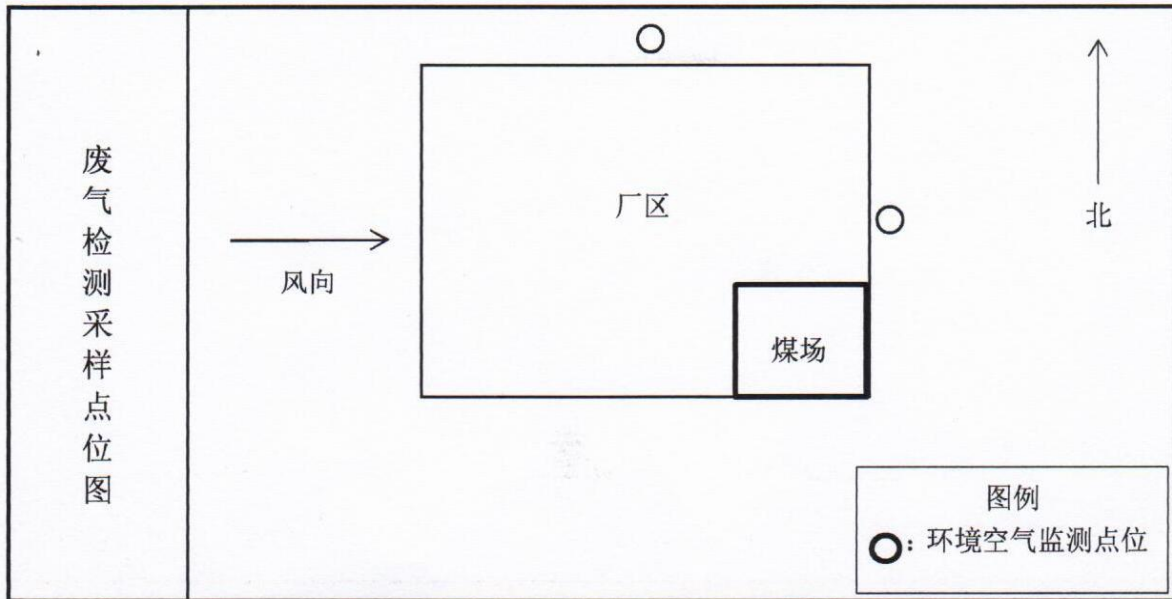 废气检测采样点位图
厂区
北
风向
煤场
图例
：环境空气监测点位